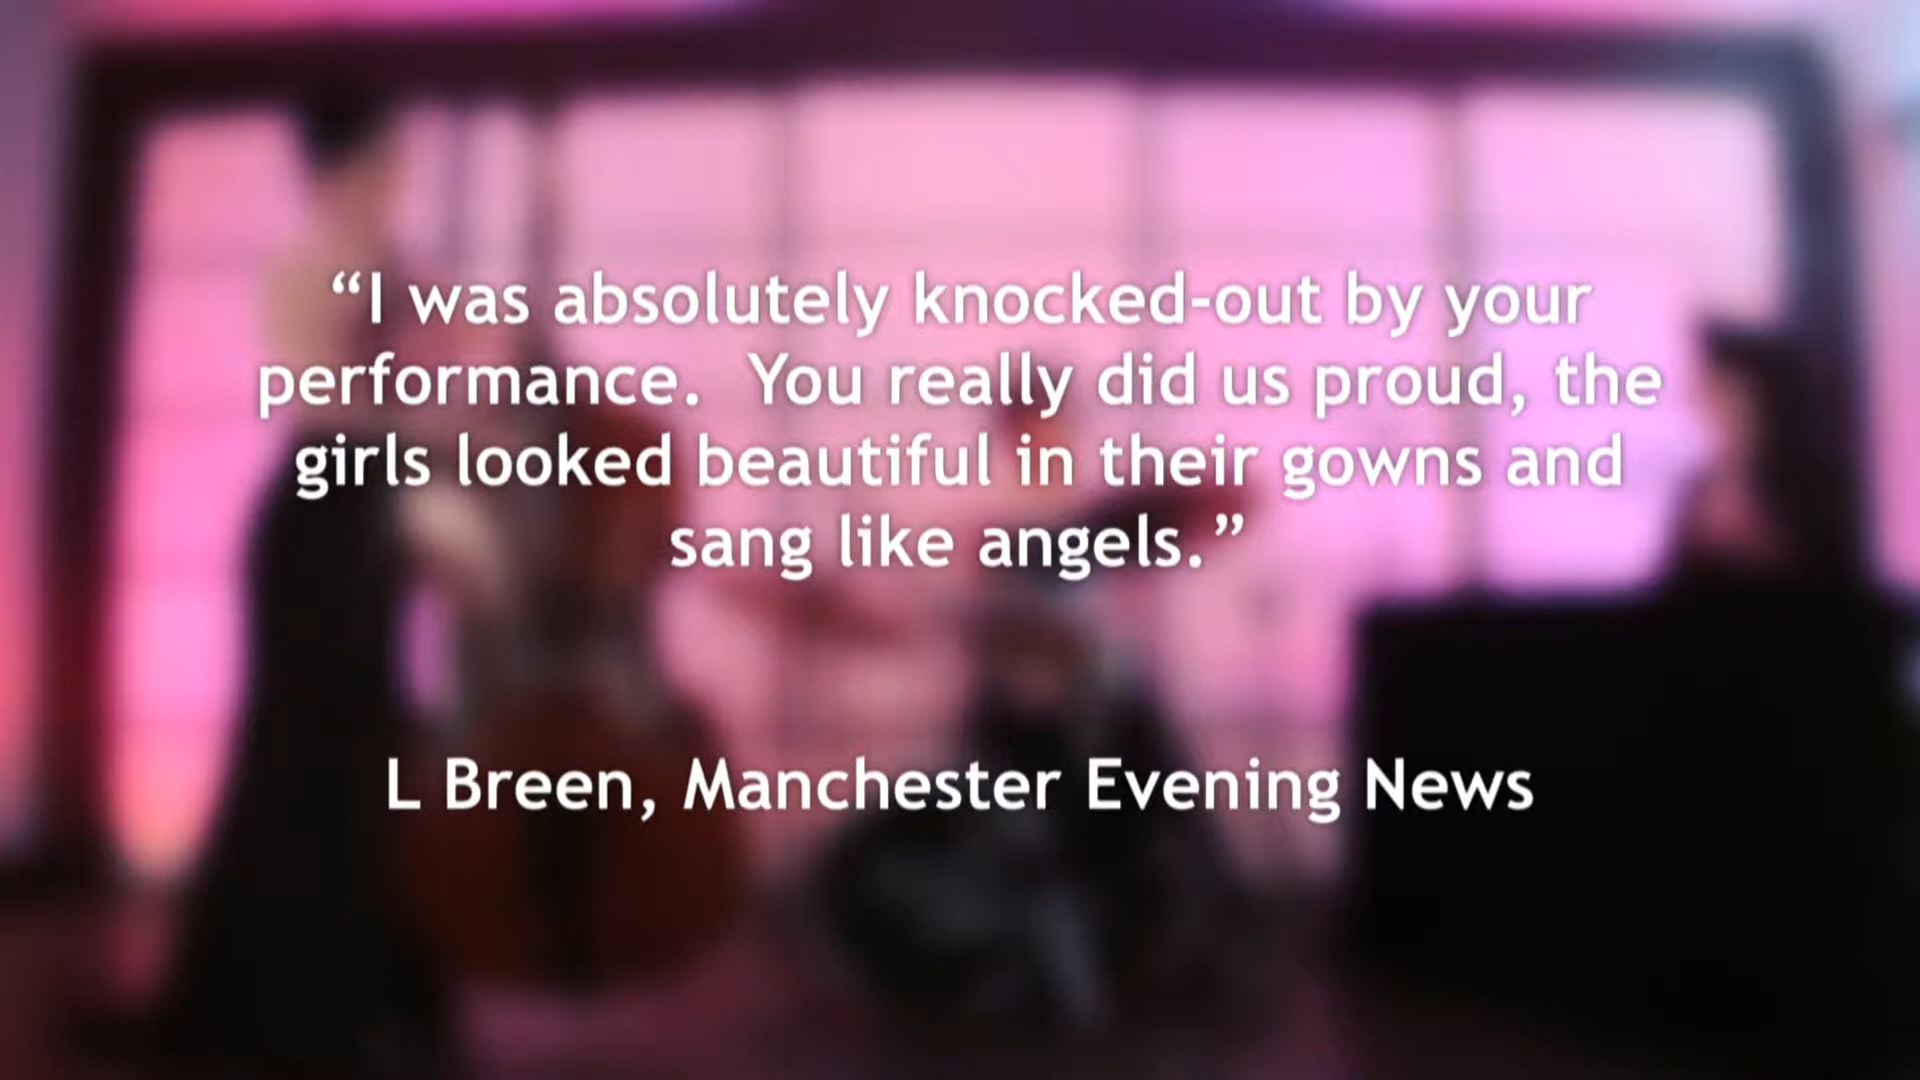 “I was absolutely knocked-out by your
performance.  You really did us proud, the
girls looked beautiful in their gowns and
sang like angels.”
L Breen, Manchester Evening News